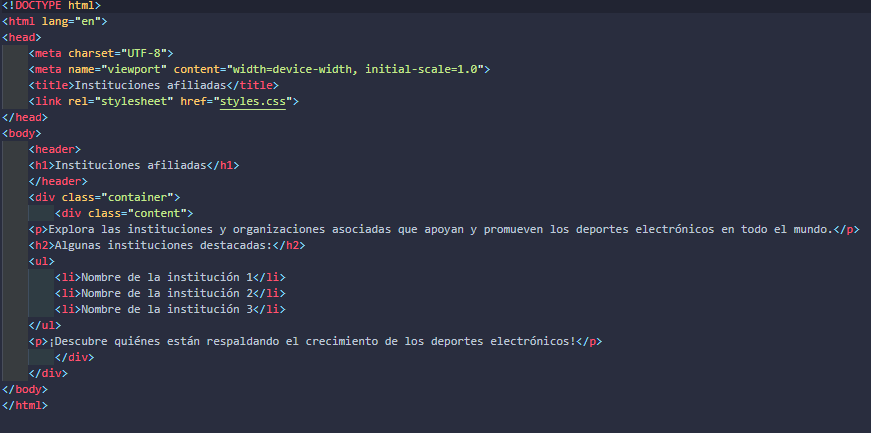 <!DOCTYPE html>
<html lang="en">
<head>
    <meta charset="UTF-8">
    <meta name="viewport" content="width=device-width, initial-scale=1.0">
    <title>Instituciones afiliadas</title>
    <link rel="stylesheet" href="styles.css">
</head>
<body>
    <header>
    <h1>Instituciones afiliadas</h1>
    </header>
    <div class="container">
        <div class="content">
    <p>Explora las instituciones y organizaciones asociadas que apoyan y promueven los deportes electrónicos en todo el mundo.</p>
    <h2>Algunas instituciones destacadas:</h2>
    <ul>
        <li>Nombre de la institución 1</li>
        <li>Nombre de la institución 2</li>
        <li>Nombre de la institución 3</li>
    </ul>
    <p>¡Descubre quiénes están respaldando el crecimiento de los deportes electrónicos!</p>
        </div>
    </div>
</body>
</html>